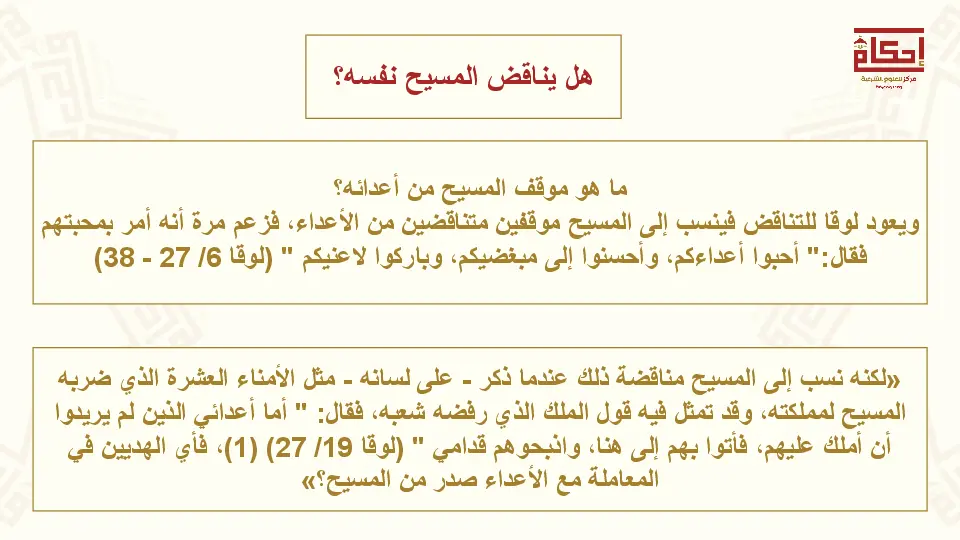 إحكام
مركز للعلوم الشرعية
هل يناقض المسيح نفسه؟
ما هو موقف المسيح من أعدائه؟
ويعود لوقا للتناقض فينسب إلى المسيح موقفين متناقضين من الأعداء، فزعم مرة أنه أمر بمحبتهم
فقال:" أحبوا أعداءكم، وأحسنوا إلى مبغضيكم، وباركوا لاعنيكم " (لوقا 6/ 27 - 38)
«لكنه نسب إلى المسيح مناقضة ذلك عندما ذكر - على لسانه - مثل الأمناء العشرة الذي ضربه
المسيح لمملكته، وقد تمثل فيه قول الملك الذي رفضه شعبه، فقال: " أما أعدائي الذين لم يريدوا
أن أملك عليهم، فأتوا بهم إلى هنا، وانبحوهم قدامي " (لوقا 19/ 27) (1)، فأي الهديين في
المعاملة مع الأعداء صدر من المسيح؟»